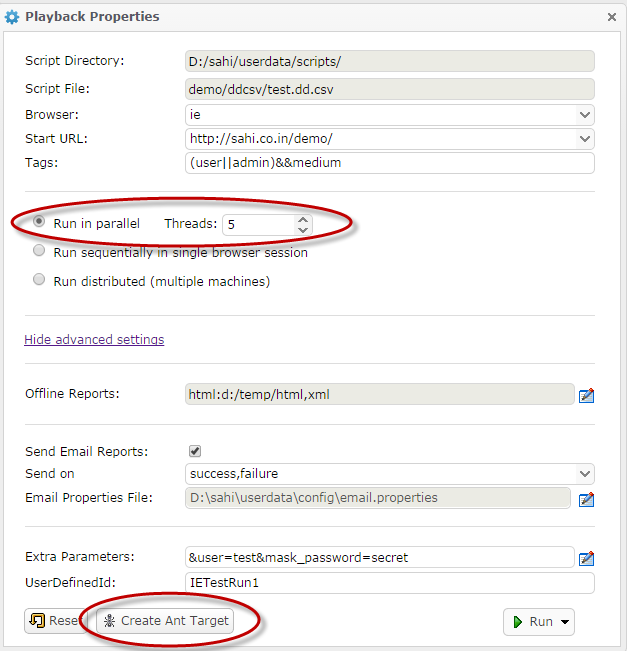 Playback Properties
Script Directory: D:/sahi/userdata/scripts/
Script File: demo/ddcsv/test.dd.csv
Browser: ie
Start URL: http://sahi.co.in/demo/
Tags: (user||admin)&&medium
Run in parallel Threads: 5
Run sequentially in single browser session
Run distributed (multiple machines)
Hide advanced settings
Offline Reports: html:d:/temp/html,xml
Send Email Reports:
Send on success,failure
Email Properties File: D:\sahi\userdata\config\email.properties
Extra Parameters: &user=test&mask_password=secret
UserDefinedId: IETestRun1
Reset Create Ant Target Run